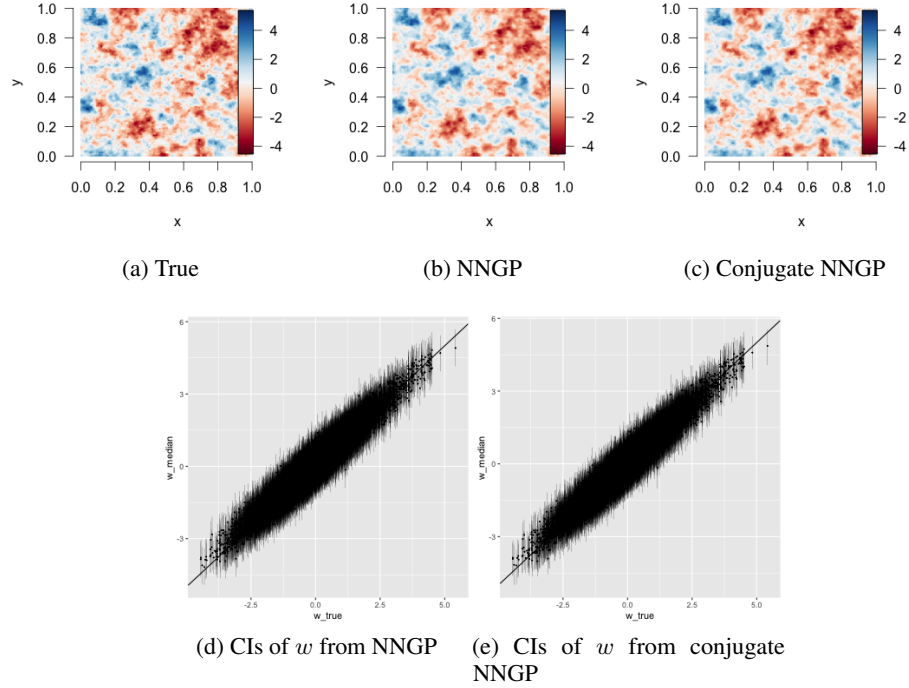 1.0
0.8
0.6
0.4
0.2
0.0
y
0.0 0.2 0.4 0.6 0.8 1.0
x
4
2
0
-2
-4
(a) True
1.0
0.8
0.6
0.4
0.2
0.0
y
0.0 0.2 0.4 0.6 0.8 1.0
x
4
2
0
-2
-4
(b) NNGP
1.0
0.8
0.6
0.4
0.2
0.0
y
0.0 0.2 0.4 0.6 0.8 1.0
x
4
2
0
-2
-4
(c) Conjugate NNGP
6
3
0
-3
w_median
-2.5 0.0 2.5 5.0
w_true
(d) CIs of w from NNGP
6
3
0
-3
w_median
-2.5 0.0 2.5 5.0
w_true
(e) CIs of w from conjugate
NNGP